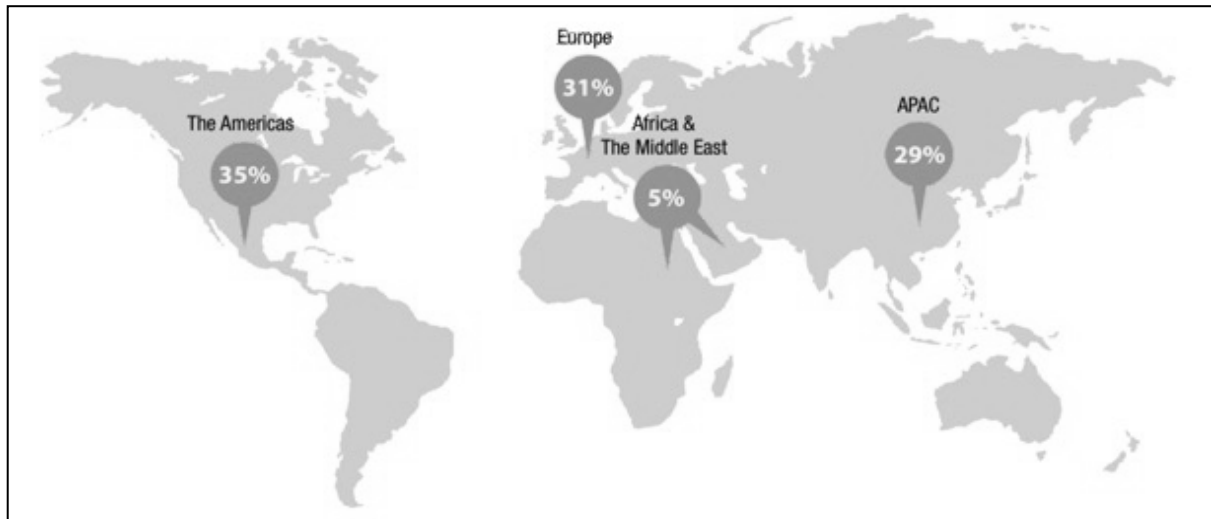 Europe
31%
The Americas
35%
Africa &
The Middle East
5%
APAC
29%